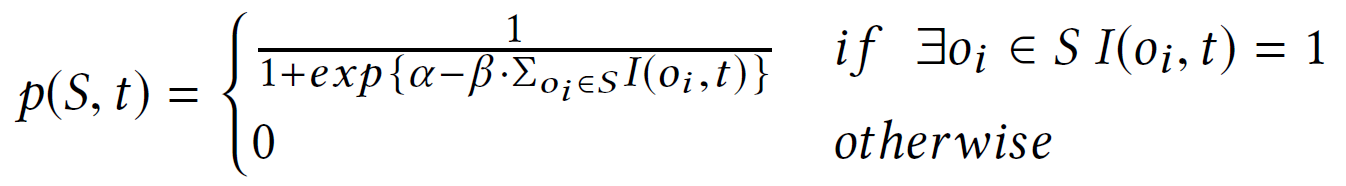 p(S, t) = { 1 / 1+exp{α−β·Σ_{o_i∈S} I(o_i,t)} if ∃o_i ∈ S I(o_i, t) = 1
0 otherwise